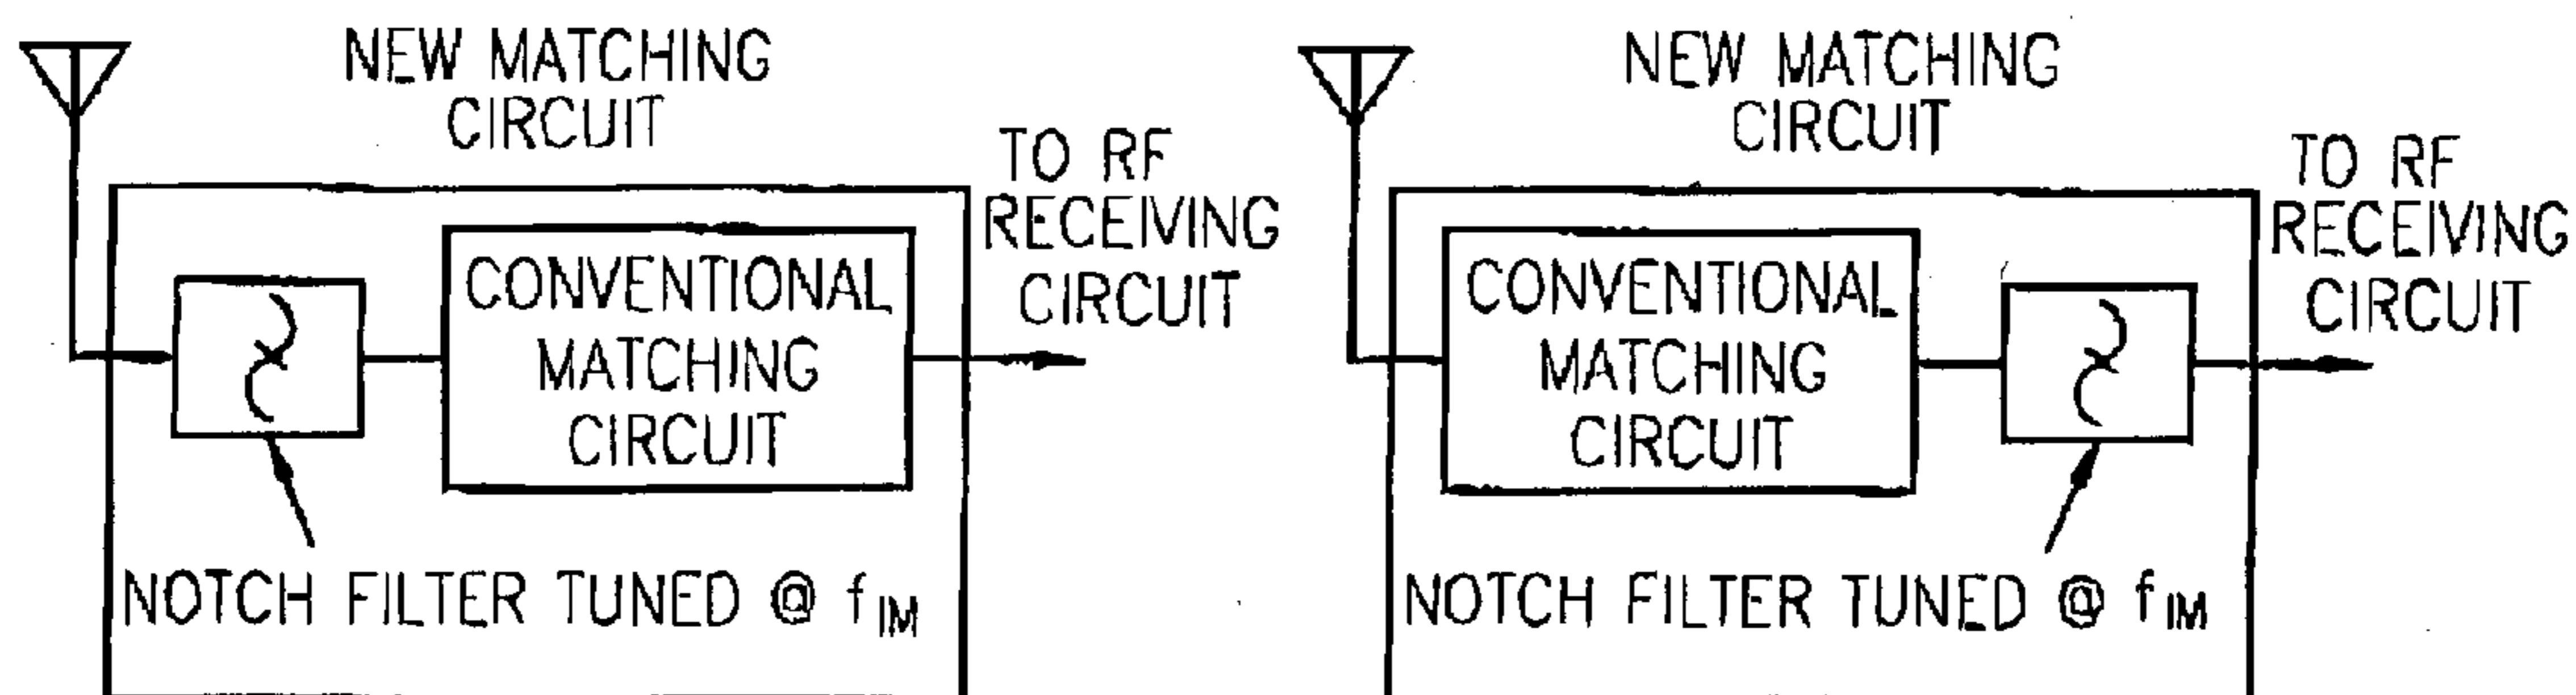 NEW MATCHING
CIRCUIT
TO RF
RECEIVING
CIRCUIT
CONVENTIONAL
MATCHING
CIRCUIT
NOTCH FILTER TUNED @ fIM
NEW MATCHING
CIRCUIT
TO RF
RECEIVING
CIRCUIT
CONVENTIONAL
MATCHING
CIRCUIT
NOTCH FILTER TUNED @ fIM